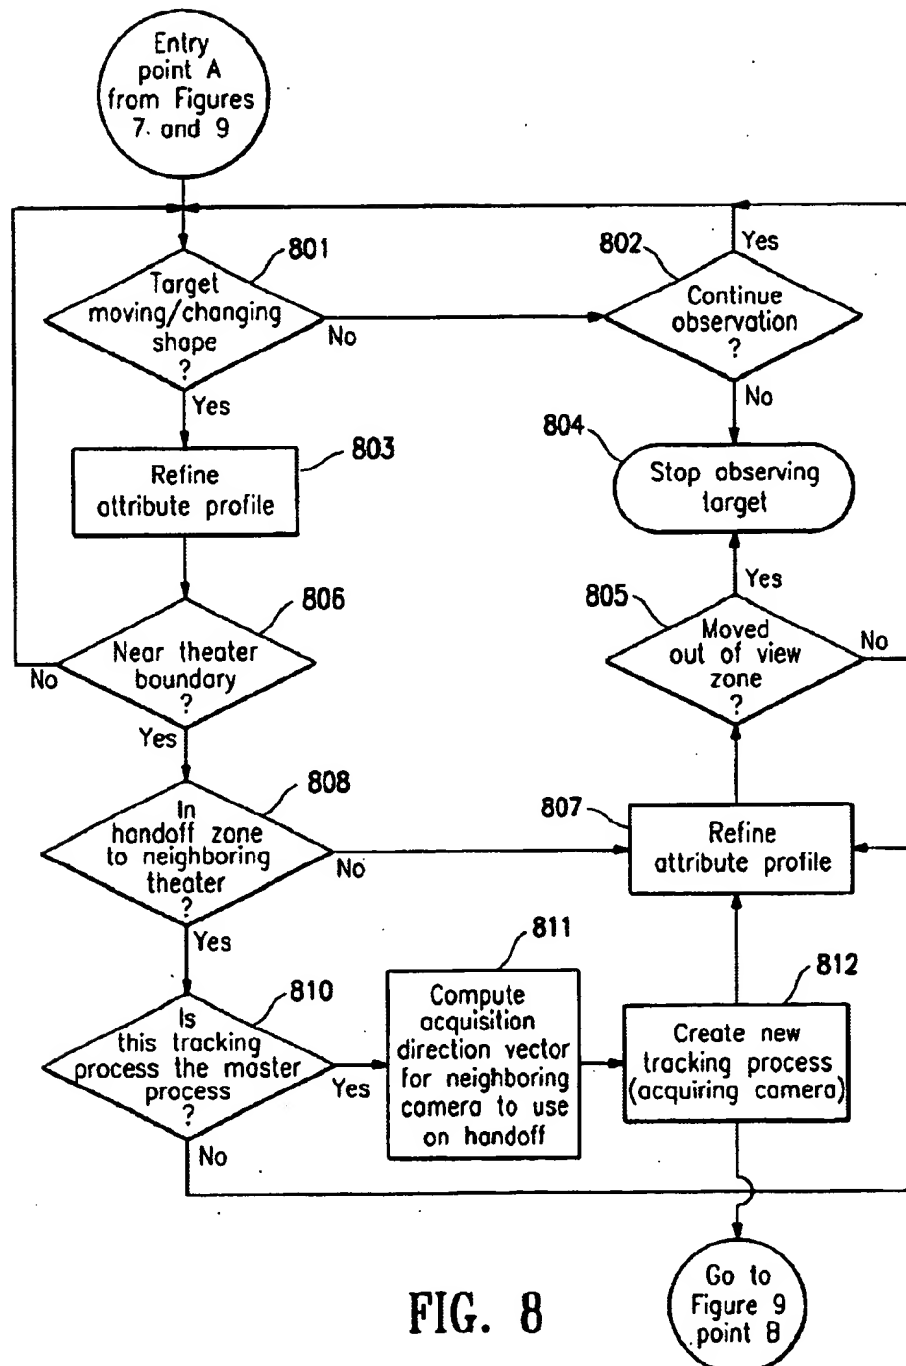 Entry
point A
from Figures
7. and 9
801
Target
moving/changing
shape
?
No
Yes
802
Continue
observation
?
Yes
No
803
Refine
attribute profile
804
Stop observing
target
806
Near theater
boundary
?
No
Yes
805
Moved
out of view
zone
?
Yes
No
808
In
handoff zone
to neighboring
theater
?
No
Yes
807
Refine
attribute profile
810
Is
this tracking
process the master
process
?
Yes
No
811
Compute
acquisition
direction vector
for neighboring
camera to use
on handoff
812
Create new
tracking process
(acquiring camera)
Go to
Figure 9
point B
FIG. 8